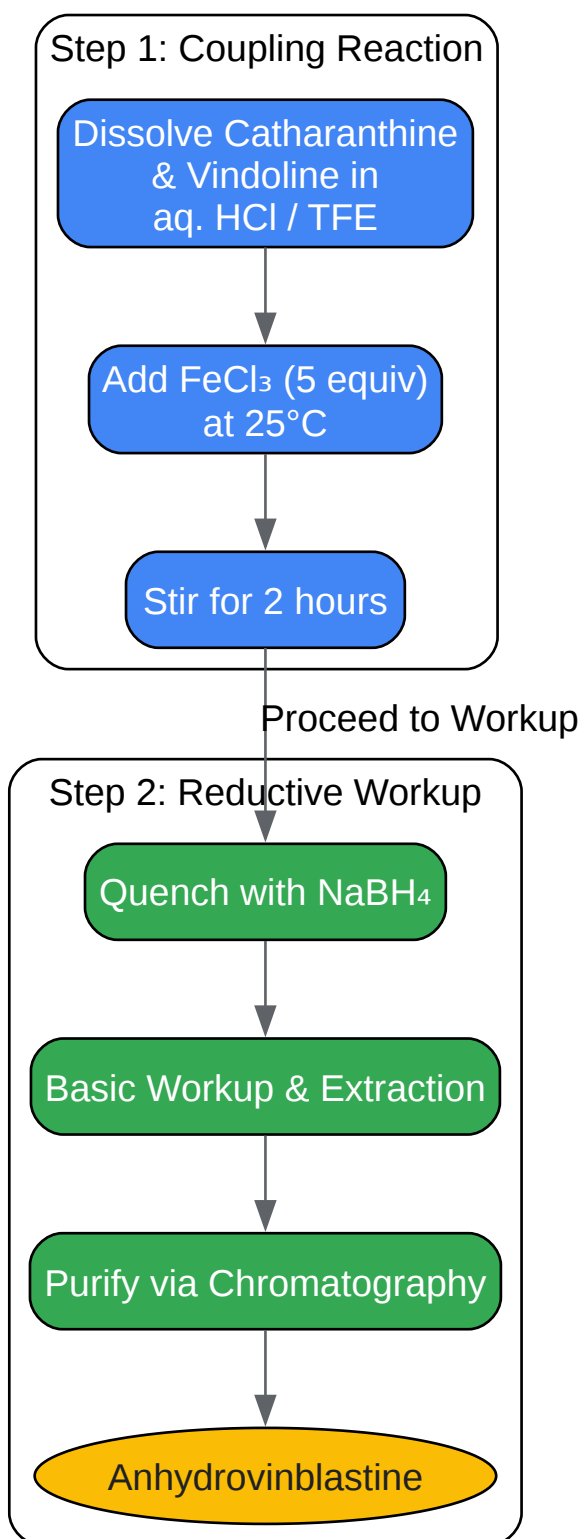 Step 1: Coupling Reaction
Dissolve Catharanthine
& Vindoline in
aq. HCl / TFE
Add FeCl₃ (5 equiv)
at 25°C
Stir for 2 hours
Proceed to Workup
Step 2: Reductive Workup
Quench with NaBH₄
Basic Workup & Extraction
Purify via Chromatography
Anhydrovinblastine